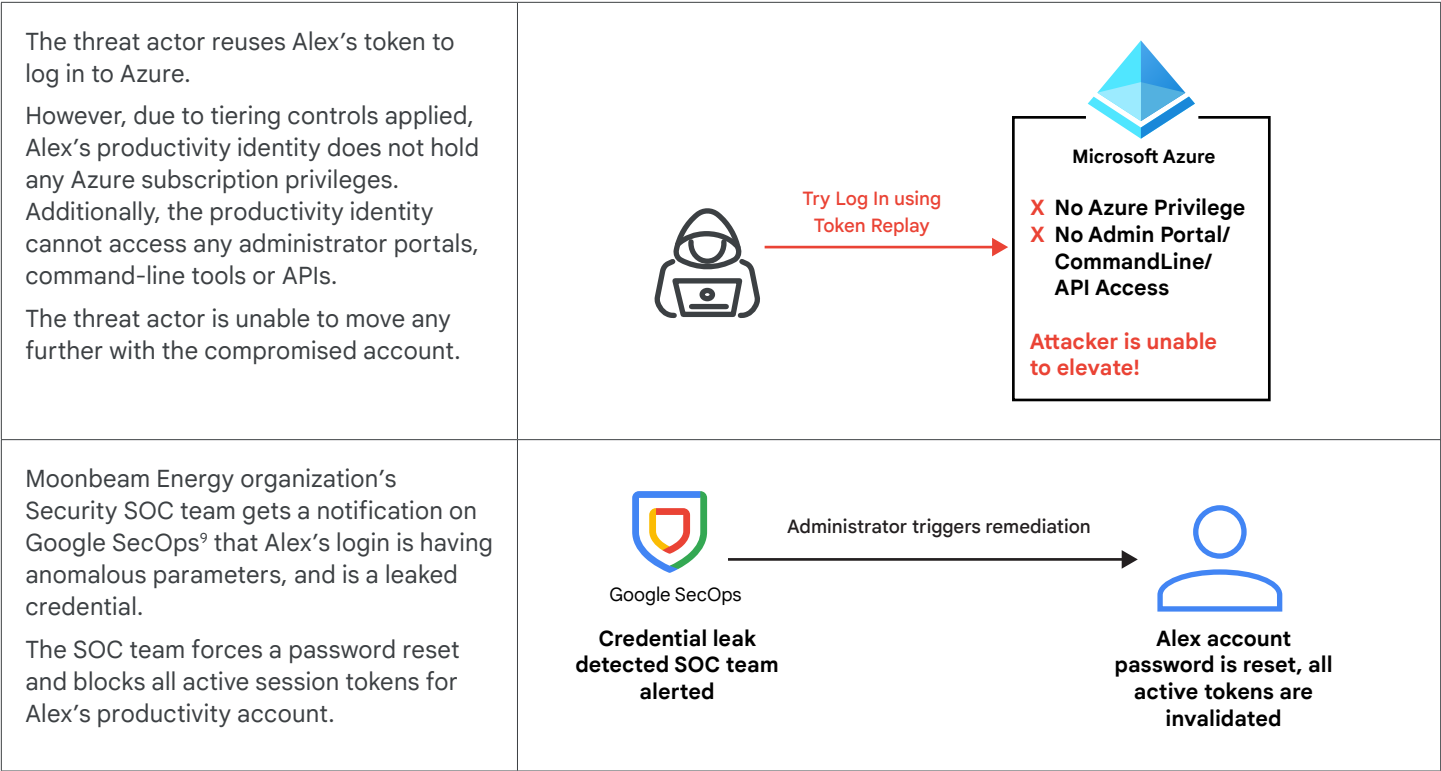 The threat actor reuses Alex’s token to
log in to Azure.
However, due to tiering controls applied,
Alex’s productivity identity does not hold
any Azure subscription privileges.
Additionally, the productivity identity
cannot access any administrator portals,
command-line tools or APIs.
The threat actor is unable to move any
further with the compromised account.
Try Log In using
Token Replay
Microsoft Azure
X No Azure Privilege
X No Admin Portal/
CommandLine/
API Access
Attacker is unable
to elevate!
Moonbeam Energy organization’s
Security SOC team gets a notification on
Google SecOps⁹ that Alex’s login is having
anomalous parameters, and is a leaked
credential.
The SOC team forces a password reset
and blocks all active session tokens for
Alex’s productivity account.
Google SecOps
Credential leak
detected SOC team
alerted
Administrator triggers remediation
Alex account
password is reset, all
active tokens are
invalidated